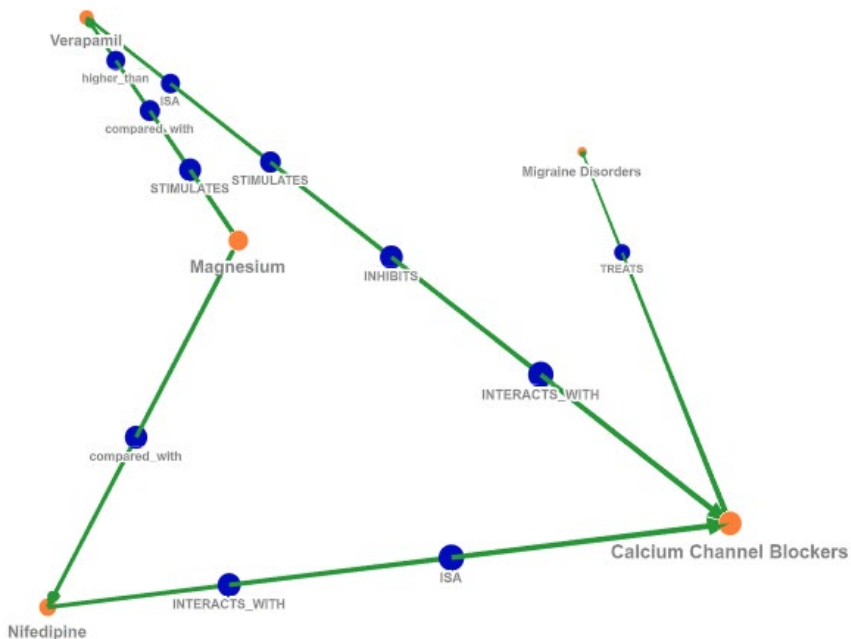 Verapamil
higher_than
ISA
compared_with
STIMULATES
STIMULATES
Migraine Disorders
Magnesium
INHIBITS
TREATS
INTERACTS_WITH
compared_with
Calcium Channel Blockers
ISA
INTERACTS_WITH
Nifedipine